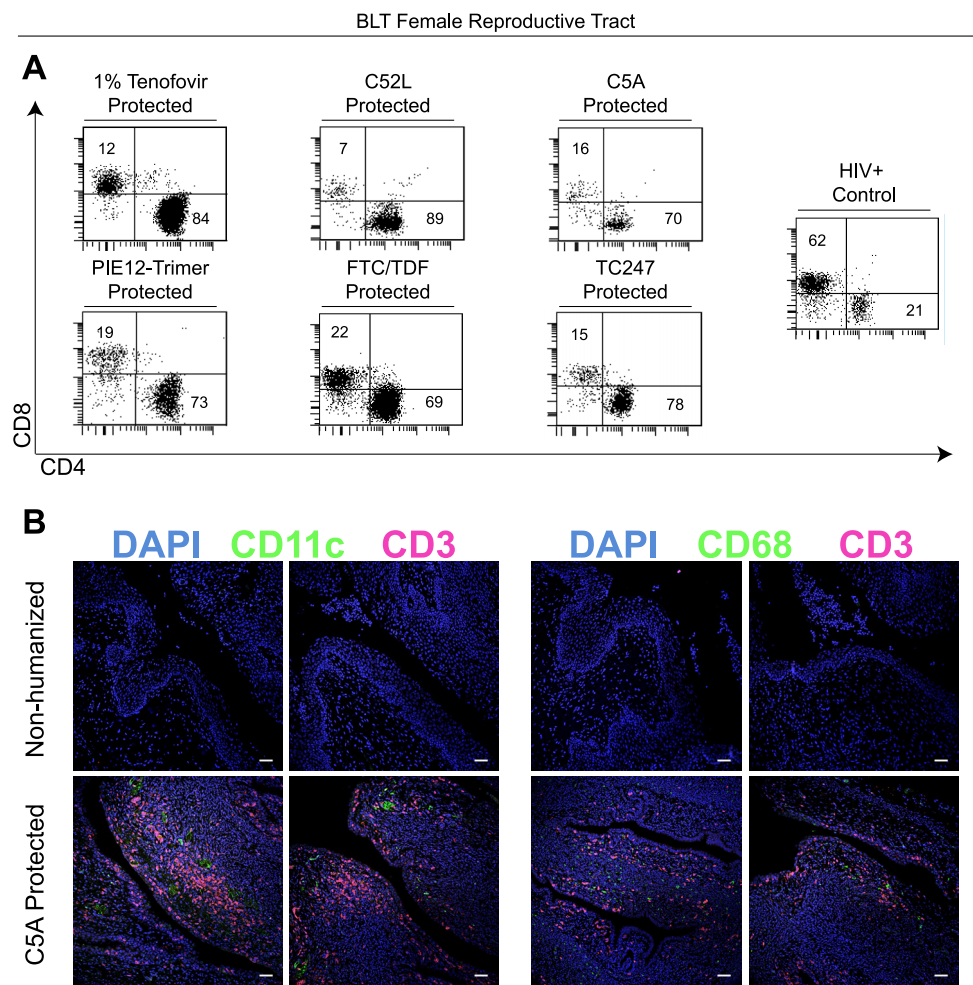 BLT Female Reproductive Tract
A
1% Tenofovir
Protected
12
84
C52L
Protected
7
89
C5A
Protected
16
70
HIV+
Control
62
21
PIE12-Trimer
Protected
19
73
FTC/TDF
Protected
22
69
TC247
Protected
15
78
CD8
CD4
B
DAPI CD11c CD3
DAPI CD68 CD3
Non-humanized
C5A Protected